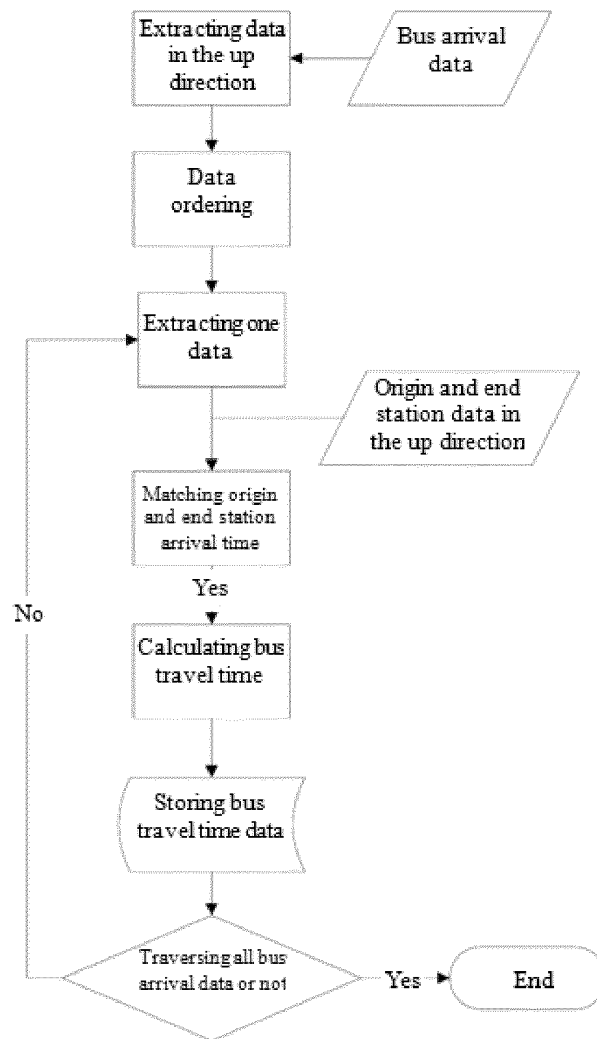 Extracting data
in the up
direction
Bus arrival
data
Data
ordering
Extracting one
data
Origin and end
station data in
the up direction
Matching origin
and end station
arrival time
Yes
No
Calculating bus
travel time
Storing bus
travel time data
Traversing all bus
arrival data or not
Yes
End